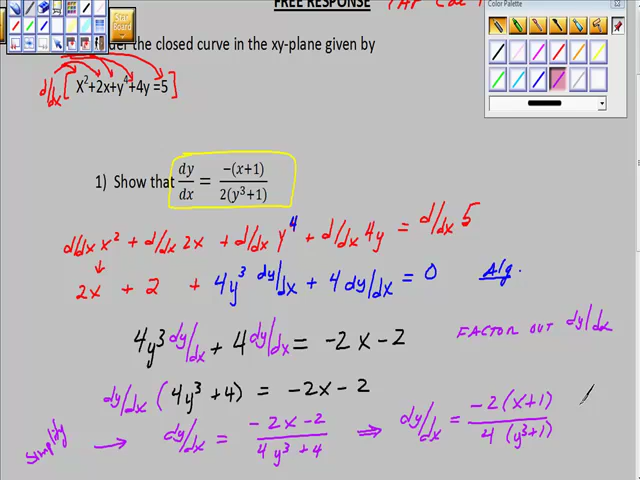 FREE RESPONSE
Color Palette
Start Board
the closed curve in the xy-plane given by
d/dx [ X²+2x+y⁴+4y =5 ]
1) Show that dy/dx = -(x+1)/2(y³+1)
d/dx x² + d/dx 2x + d/dx y⁴ + d/dx 4y = d/dx 5
2x + 2 + 4y³ dy/dx + 4 dy/dx = 0 Alg.
4y³ dy/dx + 4 dy/dx = -2x - 2 FACTOR OUT dy/dx
dy/dx (4y³ + 4) = -2x - 2
Simplify → dy/dx = -2x-2/4y³+4 ⇒ dy/dx = -2(x+1)/4(y³+1)